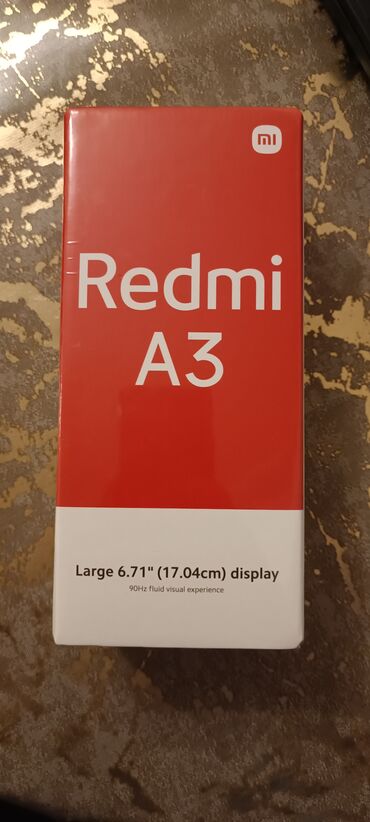 mi
Redmi
A3
Large 6.71" (17.04cm) display
90Hz fluid visual experience